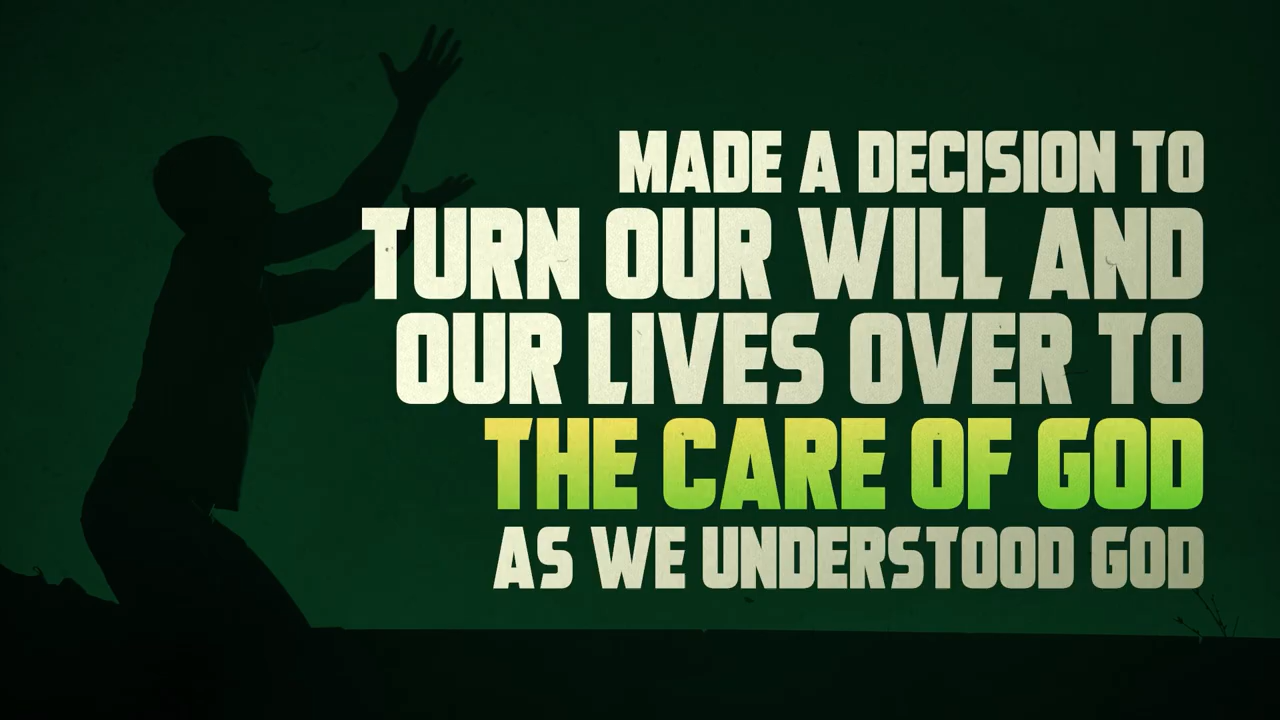 MADE A DECISION TO
TURN OUR WILL AND
OUR LIVES OVER TO
THE CARE OF GOD
AS WE UNDERSTOOD GOD